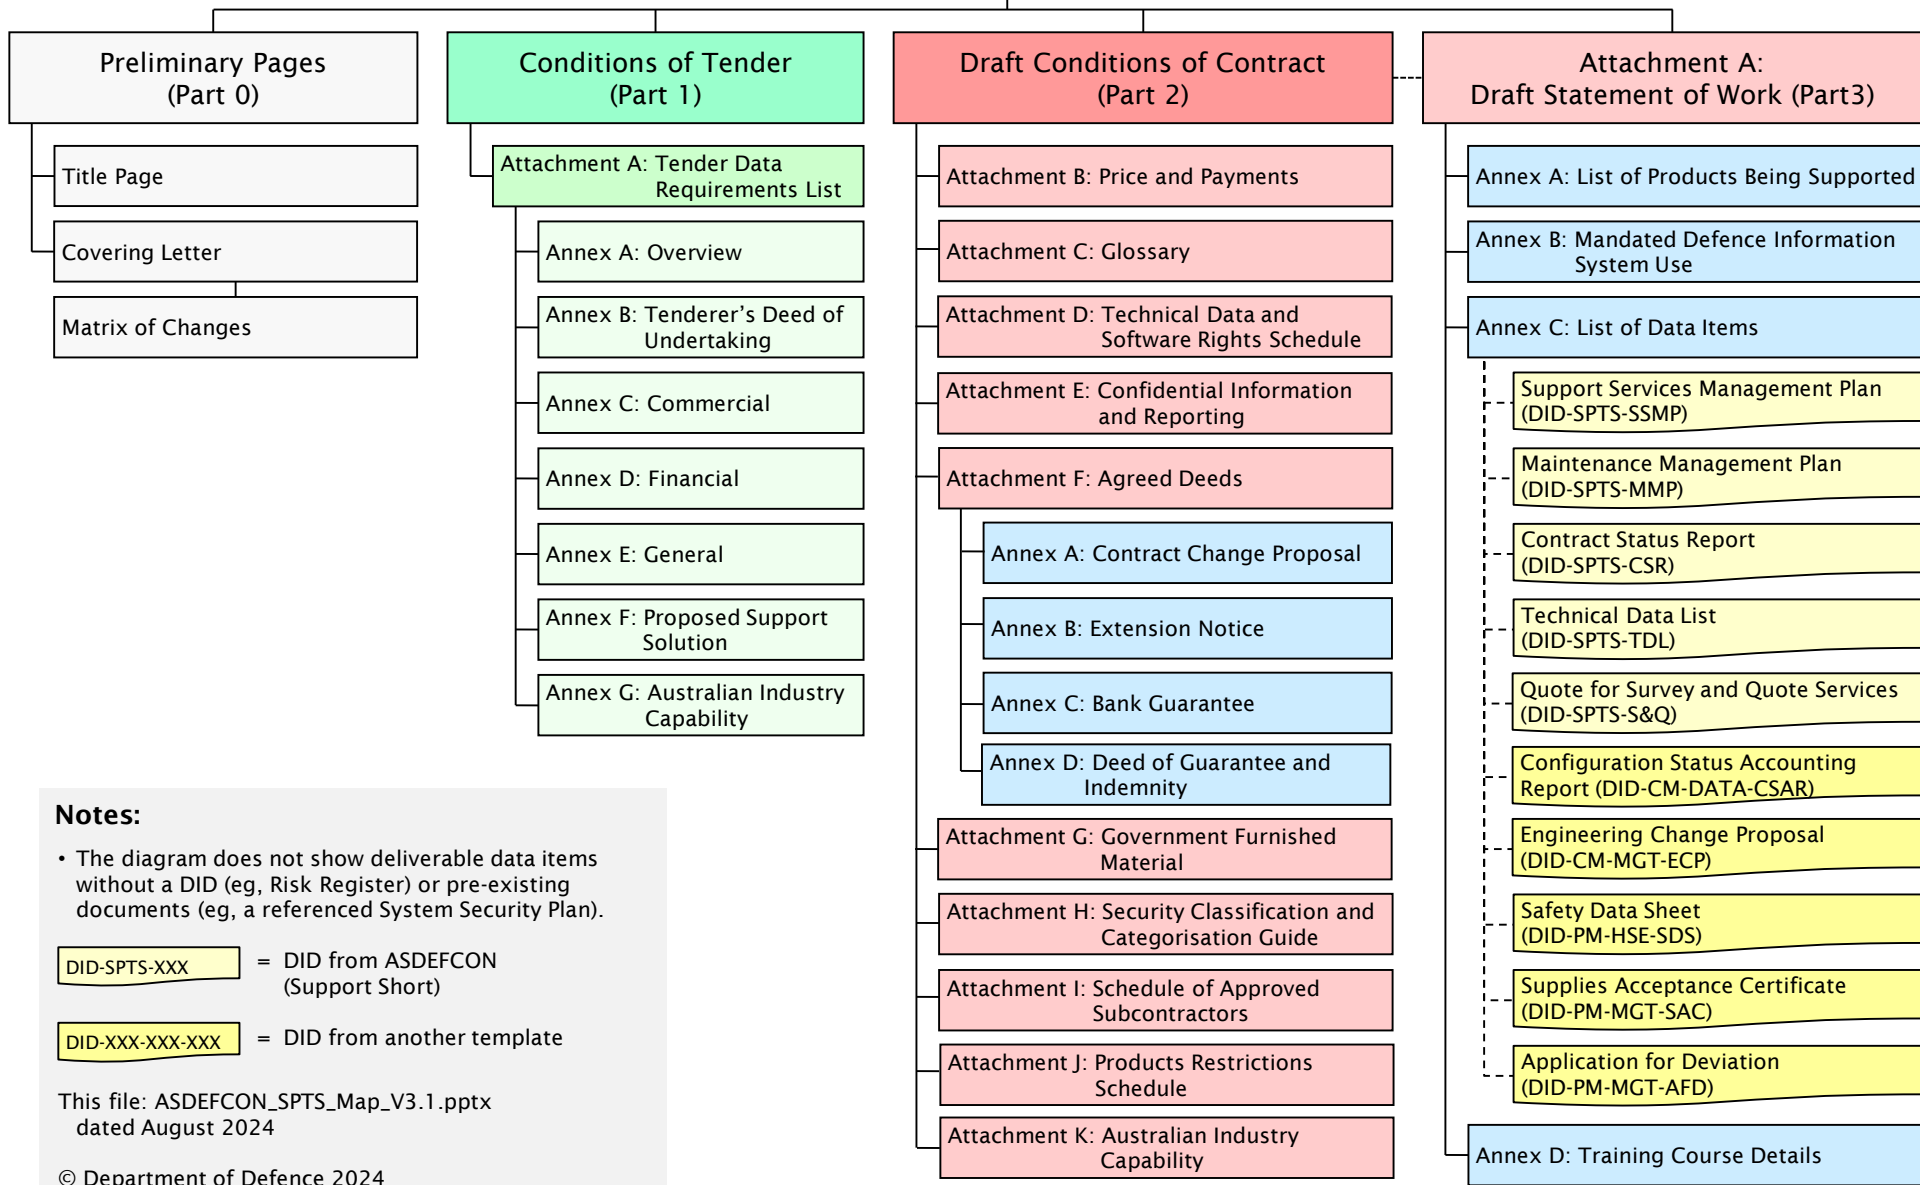 Preliminary Pages
(Part 0)
Title Page
Covering Letter
Matrix of Changes
Conditions of Tender
(Part 1)
Attachment A: Tender Data
Requirements List
Annex A: Overview
Annex B: Tenderer's Deed of
Undertaking
Annex C: Commercial
Annex D: Financial
Annex E: General
Annex F: Proposed Support
Solution
Annex G: Australian Industry
Capability
Draft Conditions of Contract
(Part 2)
Attachment B: Price and Payments
Attachment C: Glossary
Attachment D: Technical Data and
Software Rights Schedule
Attachment E: Confidential Information
and Reporting
Attachment F: Agreed Deeds
Annex A: Contract Change Proposal
Annex B: Extension Notice
Annex C: Bank Guarantee
Annex D: Deed of Guarantee and
Indemnity
Attachment G: Government Furnished
Material
Attachment H: Security Classification and
Categorisation Guide
Attachment I: Schedule of Approved
Subcontractors
Attachment J: Products Restrictions
Schedule
Attachment K: Australian Industry
Capability
Attachment A:
Draft Statement of Work (Part3)
Annex A: List of Products Being Supported
Annex B: Mandated Defence Information
System Use
Annex C: List of Data Items
Support Services Management Plan
(DID-SPTS-SSMP)
Maintenance Management Plan
(DID-SPTS-MMP)
Contract Status Report
(DID-SPTS-CSR)
Technical Data List
(DID-SPTS-TDL)
Quote for Survey and Quote Services
(DID-SPTS-S&Q)
Configuration Status Accounting
Report (DID-CM-DATA-CSAR)
Engineering Change Proposal
(DID-CM-MGT-ECP)
Safety Data Sheet
(DID-PM-HSE-SDS)
Supplies Acceptance Certificate
(DID-PM-MGT-SAC)
Application for Deviation
(DID-PM-MGT-AFD)
Annex D: Training Course Details
Notes:
• The diagram does not show deliverable data items
without a DID (eg, Risk Register) or pre-existing
documents (eg, a referenced System Security Plan).
DID-SPTS-XXX = DID from ASDEFCON
(Support Short)
DID-XXX-XXX-XXX = DID from another template
This file: ASDEFCON_SPTS_Map_V3.1.pptx
dated August 2024
© Department of Defence 2024